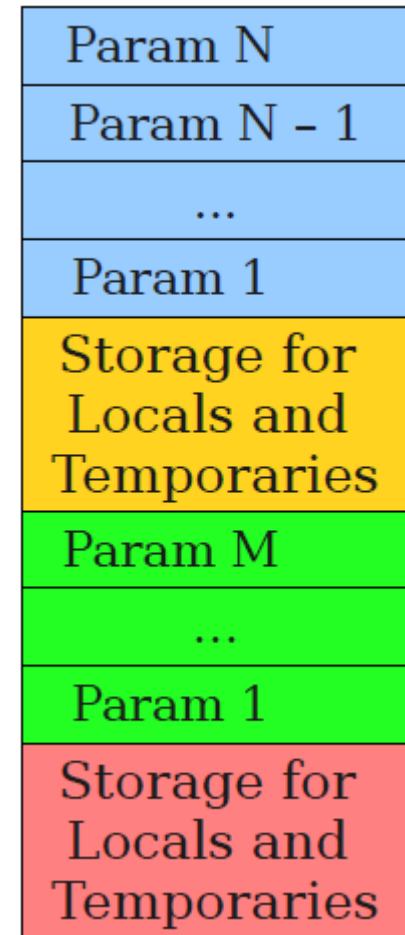 Param N
Param N – 1
...
Param 1
Storage for
Locals and
Temporaries
Param M
...
Param 1
Storage for
Locals and
Temporaries